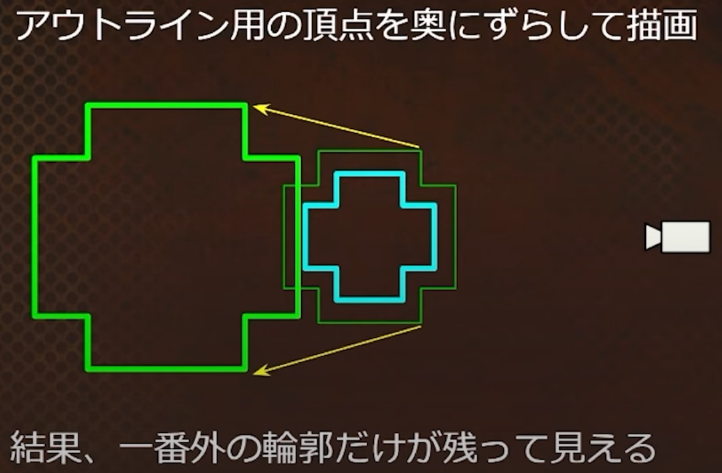 アウトライン用の頂点を奥にずらして描画
結果、一番外の輪郭だけが残って見える